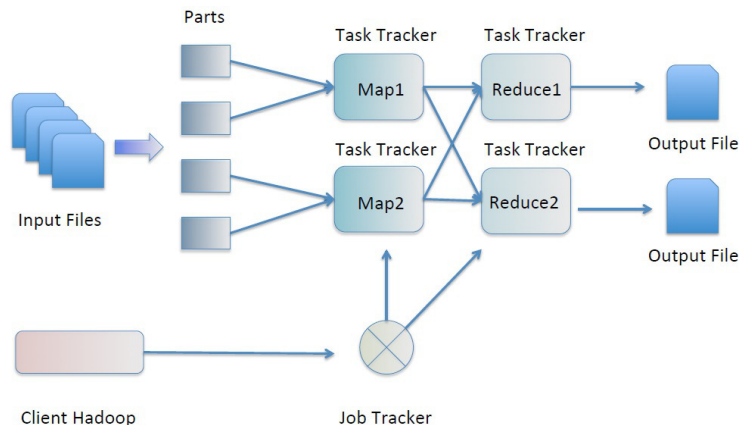 Parts
Task Tracker
Task Tracker
Map1
Reduce1
Output File
Task Tracker
Task Tracker
Map2
Reduce2
Input Files
Output File
Client Hadoop
Job Tracker